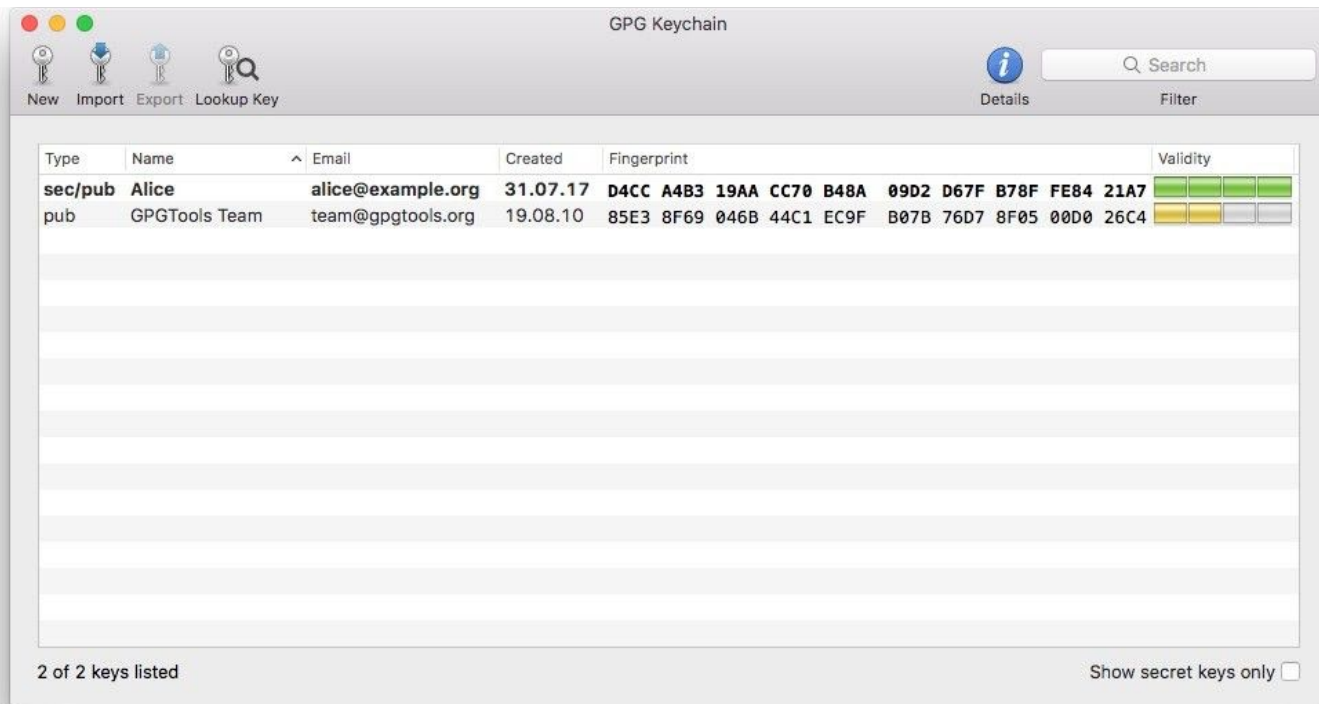 GPG Keychain
New Import Export Lookup Key Details Search
Filter
Type Name Email Created Fingerprint Validity
sec/pub Alice alice@example.org 31.07.17 D4CC A4B3 19AA CC70 B48A 09D2 D67F B78F FE84 21A7
pub GPGTools Team team@gpgtools.org 19.08.10 85E3 8F69 046B 44C1 EC9F B07B 76D7 8F05 00D0 26C4
2 of 2 keys listed Show secret keys only